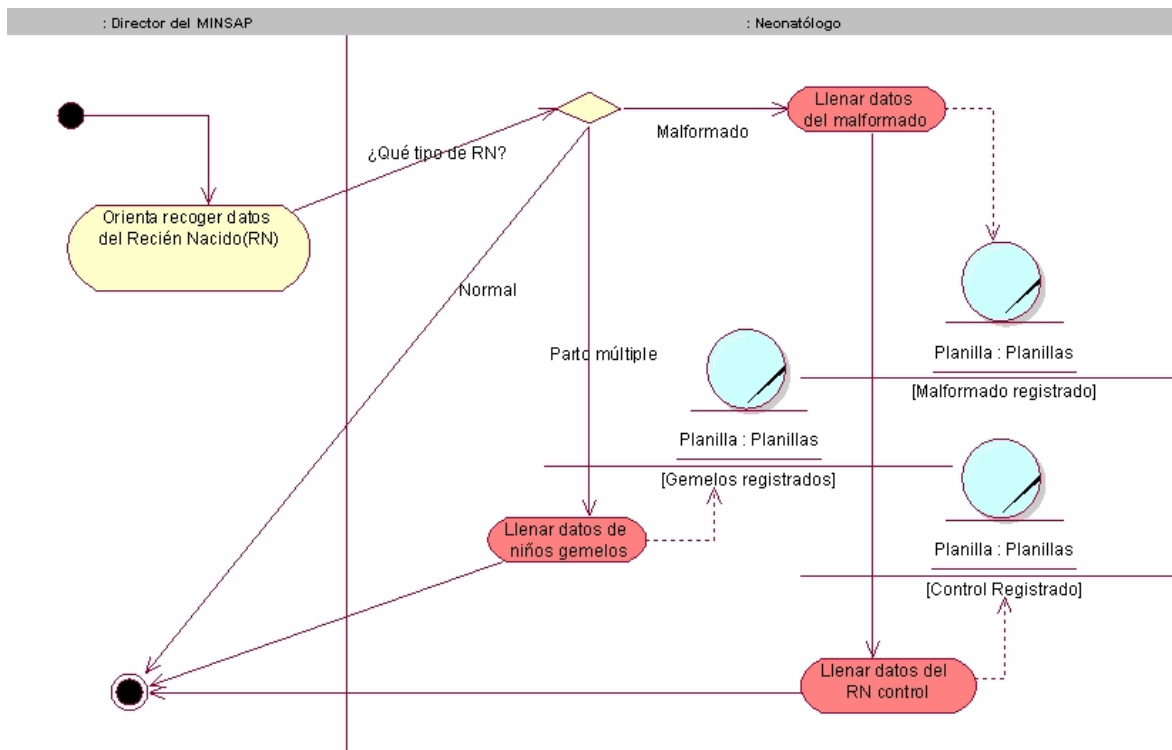 : Director del MINSAP
: Neonatólogo
Llenar datos
del malformado
Malformado
¿Qué tipo de RN?
Orienta recoger datos
del Recién Nacido(RN)
Normal
Parto múltiple
Planilla : Planillas
[Malformado registrado]
Planilla : Planillas
[Gemelos registrados]
Llenar datos de
niños gemelos
Planilla : Planillas
[Control Registrado]
Llenar datos del
RN control